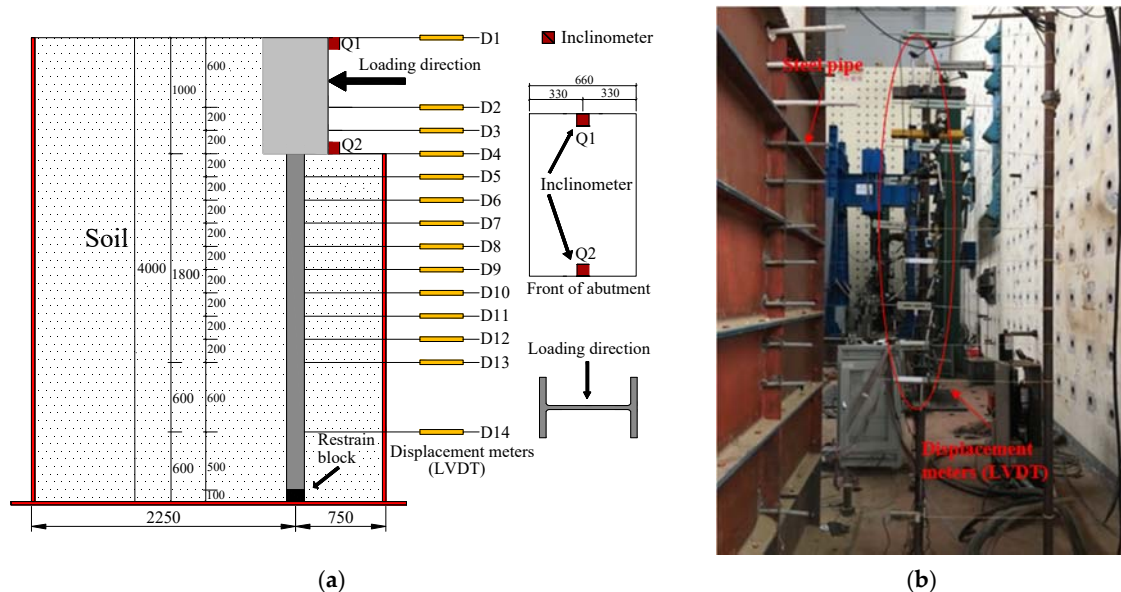 Q1
D1
Inclinometer
Loading direction
600
1000
660
330
330
D2
200
D3
200
Q2
D4
Q1
200
D5
Inclinometer
200
D6
200
D7
Soil
200
D8
4000
1800
200
D9
Q2
200
D10
Front of abutment
200
D11
200
D12
Loading direction
200
D13
600
600
D14
Restrain
block
Displacement meters
(LVDT)
600
500
100
2250
750
(a)
Steel pipe
Displacement
meters (LVDT)
(b)